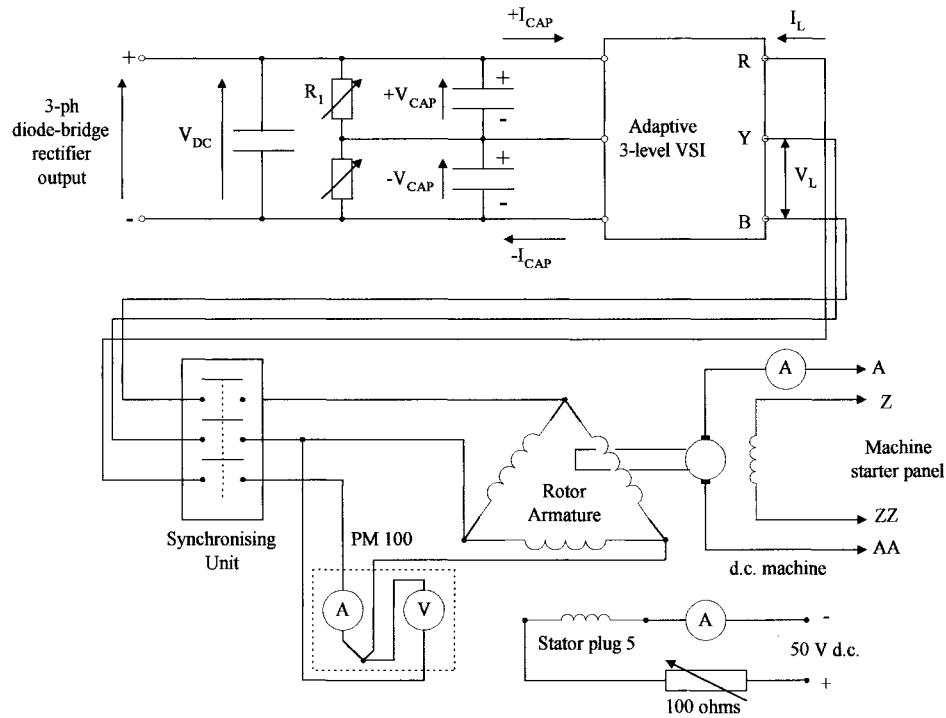 +I_CAP
I_L
+
3-ph
diode-bridge
rectifier
output
-
V_DC
R_1
+V_CAP
+
-
-V_CAP
+
-
-I_CAP
Adaptive
3-level VSI
R
Y
B
V_L
Synchronising
Unit
PM 100
A
V
Rotor
Armature
A
A
Z
Machine
starter panel
ZZ
AA
d.c. machine
Stator plug 5
A
-
50 V d.c.
+
100 ohms